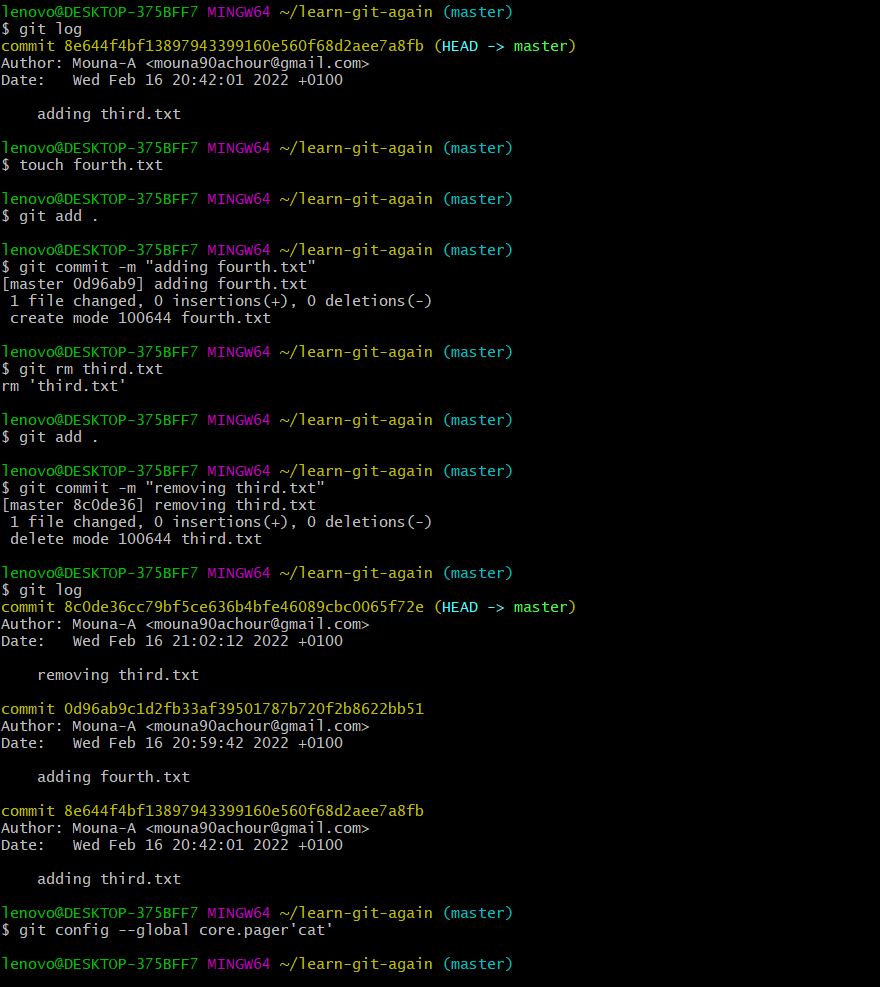 lenovo@DESKTOP-375BFF7 MINGW64 ~/learn-git-again (master)
$ git log
commit 8e644f4bf13897943399160e560f68d2aee7a8fb (HEAD -> master)
Author: Mouna-A <mouna90achour@gmail.com>
Date:   Wed Feb 16 20:42:01 2022 +0100
    adding third.txt
lenovo@DESKTOP-375BFF7 MINGW64 ~/learn-git-again (master)
$ touch fourth.txt
lenovo@DESKTOP-375BFF7 MINGW64 ~/learn-git-again (master)
$ git add .
lenovo@DESKTOP-375BFF7 MINGW64 ~/learn-git-again (master)
$ git commit -m "adding fourth.txt"
[master 0d96ab9] adding fourth.txt
 1 file changed, 0 insertions(+), 0 deletions(-)
 create mode 100644 fourth.txt
lenovo@DESKTOP-375BFF7 MINGW64 ~/learn-git-again (master)
$ git rm third.txt
rm 'third.txt'
lenovo@DESKTOP-375BFF7 MINGW64 ~/learn-git-again (master)
$ git add .
lenovo@DESKTOP-375BFF7 MINGW64 ~/learn-git-again (master)
$ git commit -m "removing third.txt"
[master 8c0de36] removing third.txt
 1 file changed, 0 insertions(+), 0 deletions(-)
 delete mode 100644 third.txt
lenovo@DESKTOP-375BFF7 MINGW64 ~/learn-git-again (master)
$ git log
commit 8c0de36cc79bf5ce636b4bfe46089cbc0065f72e (HEAD -> master)
Author: Mouna-A <mouna90achour@gmail.com>
Date:   Wed Feb 16 21:02:12 2022 +0100
    removing third.txt
commit 0d96ab9c1d2fb33af39501787b720f2b8622bb51
Author: Mouna-A <mouna90achour@gmail.com>
Date:   Wed Feb 16 20:59:42 2022 +0100
    adding fourth.txt
commit 8e644f4bf13897943399160e560f68d2aee7a8fb
Author: Mouna-A <mouna90achour@gmail.com>
Date:   Wed Feb 16 20:42:01 2022 +0100
    adding third.txt
lenovo@DESKTOP-375BFF7 MINGW64 ~/learn-git-again (master)
$ git config --global core.pager'cat'
lenovo@DESKTOP-375BFF7 MINGW64 ~/learn-git-again (master)